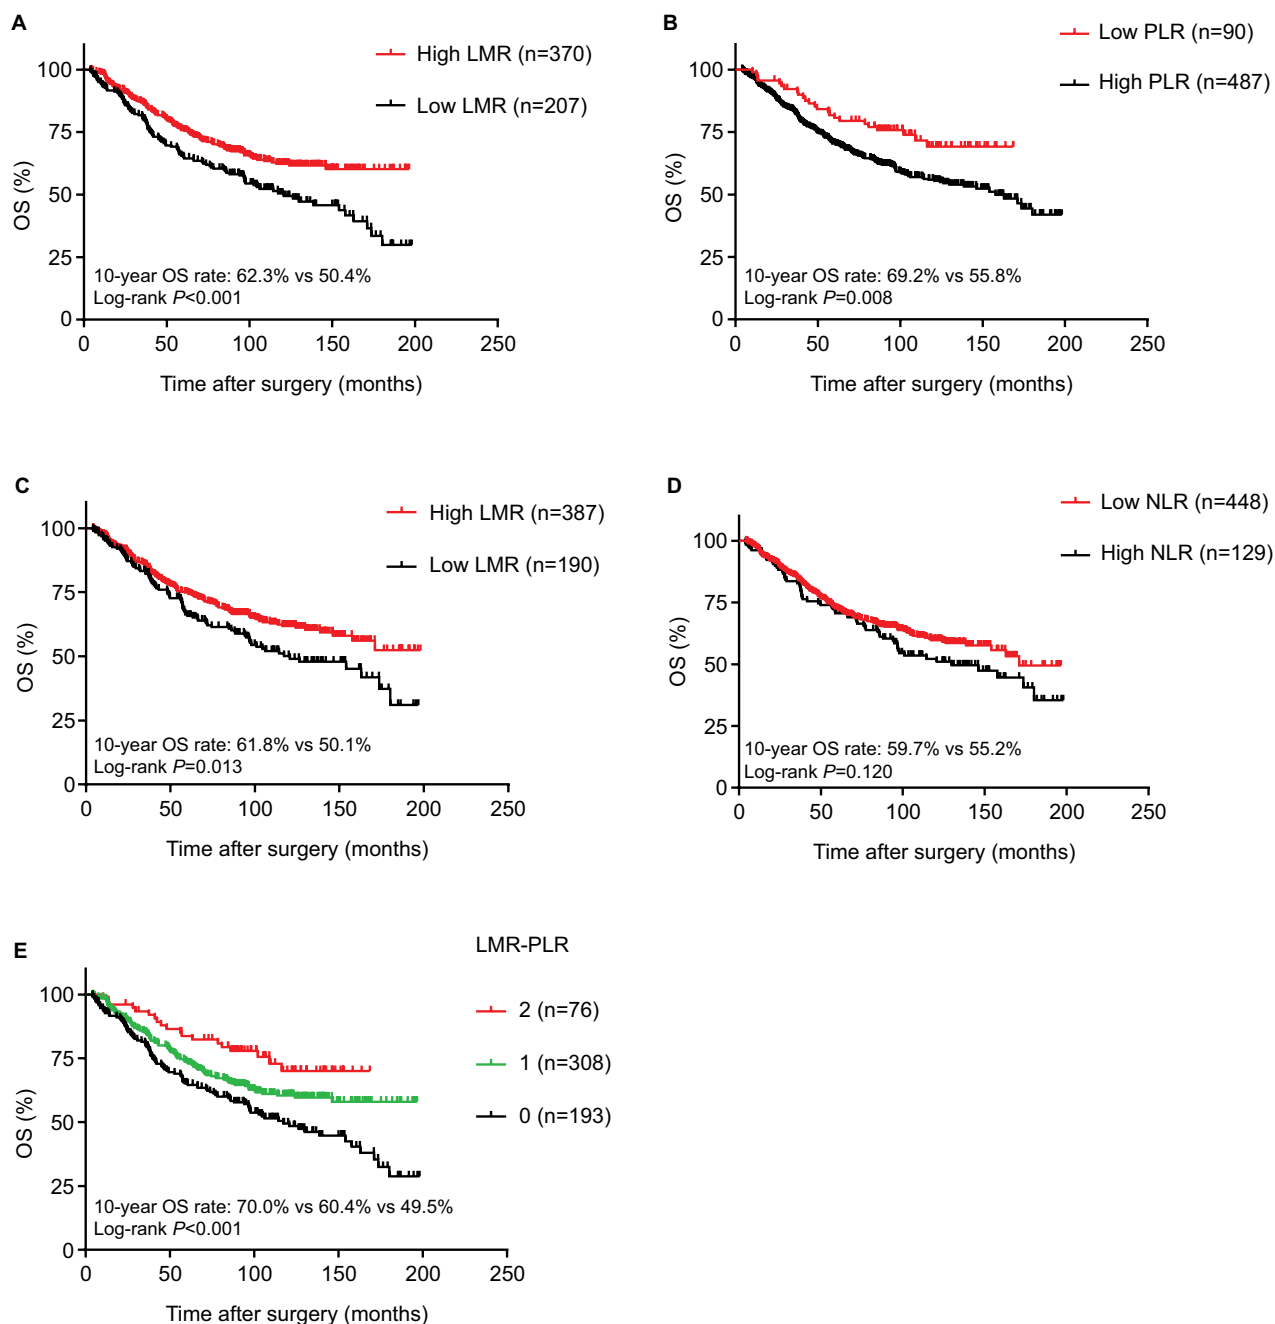 A
High LMR (n=370)
Low LMR (n=207)
100
75
50
25
0
OS (%)
10-year OS rate: 62.3% vs 50.4%
Log-rank P<0.001
0 50 100 150 200 250
Time after surgery (months)
B
Low PLR (n=90)
High PLR (n=487)
100
75
50
25
0
OS (%)
10-year OS rate: 69.2% vs 55.8%
Log-rank P=0.008
0 50 100 150 200 250
Time after surgery (months)
C
High LMR (n=387)
Low LMR (n=190)
100
75
50
25
0
OS (%)
10-year OS rate: 61.8% vs 50.1%
Log-rank P=0.013
0 50 100 150 200 250
Time after surgery (months)
D
Low NLR (n=448)
High NLR (n=129)
100
75
50
25
0
OS (%)
10-year OS rate: 59.7% vs 55.2%
Log-rank P=0.120
0 50 100 150 200 250
Time after surgery (months)
E
LMR-PLR
2 (n=76)
1 (n=308)
0 (n=193)
100
75
50
25
0
OS (%)
10-year OS rate: 70.0% vs 60.4% vs 49.5%
Log-rank P<0.001
0 50 100 150 200 250
Time after surgery (months)